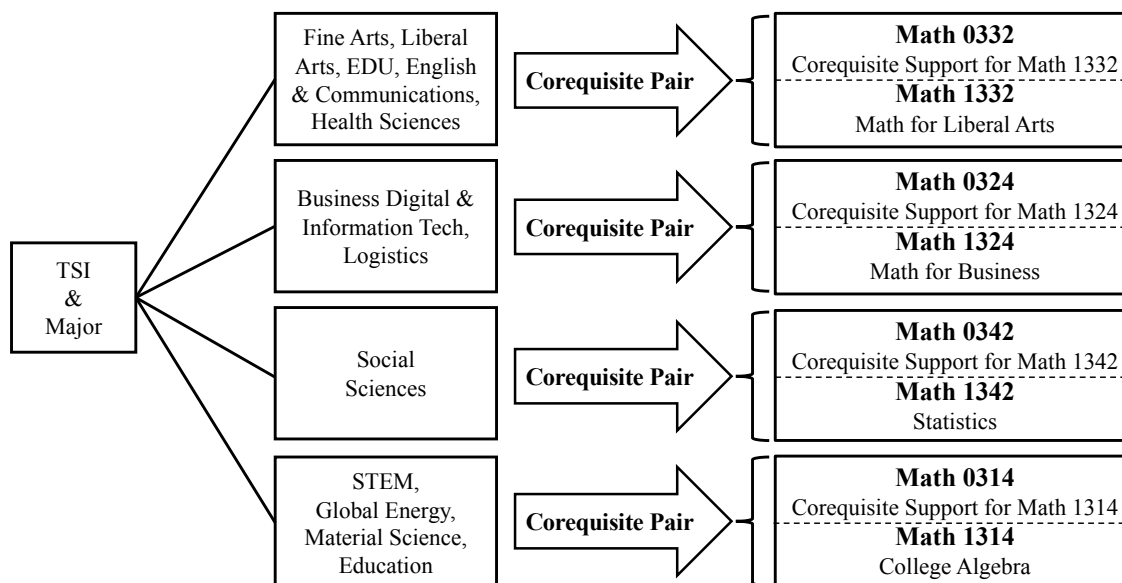 TSI
&
Major
Fine Arts, Liberal
Arts, EDU, English
& Communications,
Health Sciences
Corequisite Pair
Math 0332
Corequisite Support for Math 1332
Math 1332
Math for Liberal Arts
Business Digital &
Information Tech,
Logistics
Corequisite Pair
Math 0324
Corequisite Support for Math 1324
Math 1324
Math for Business
Social
Sciences
Corequisite Pair
Math 0342
Corequisite Support for Math 1342
Math 1342
Statistics
STEM,
Global Energy,
Material Science,
Education
Corequisite Pair
Math 0314
Corequisite Support for Math 1314
Math 1314
College Algebra